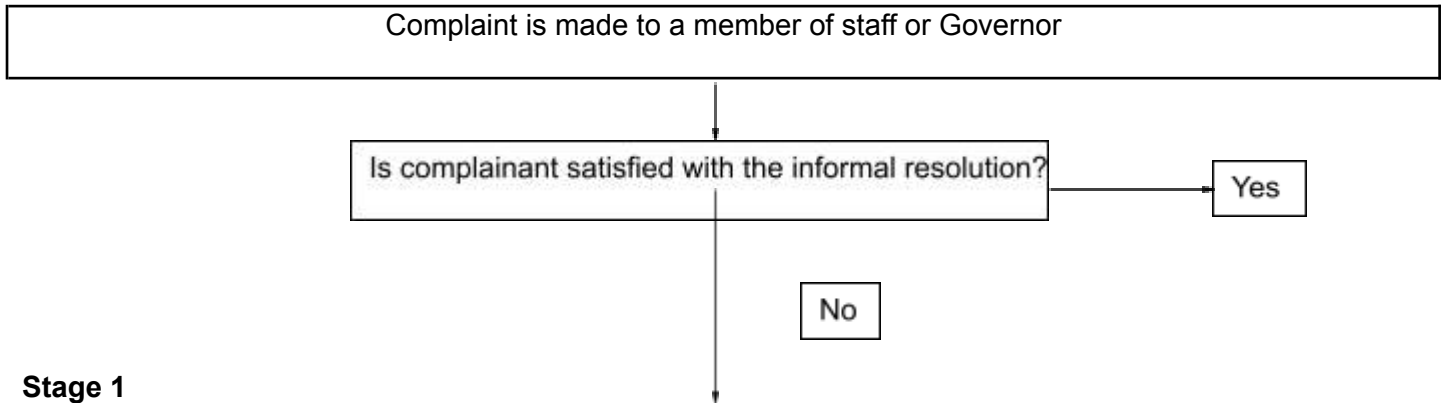 Complaint is made to a member of staff or Governor
Is complainant satisfied with the informal resolution?
Yes
No
Stage 1